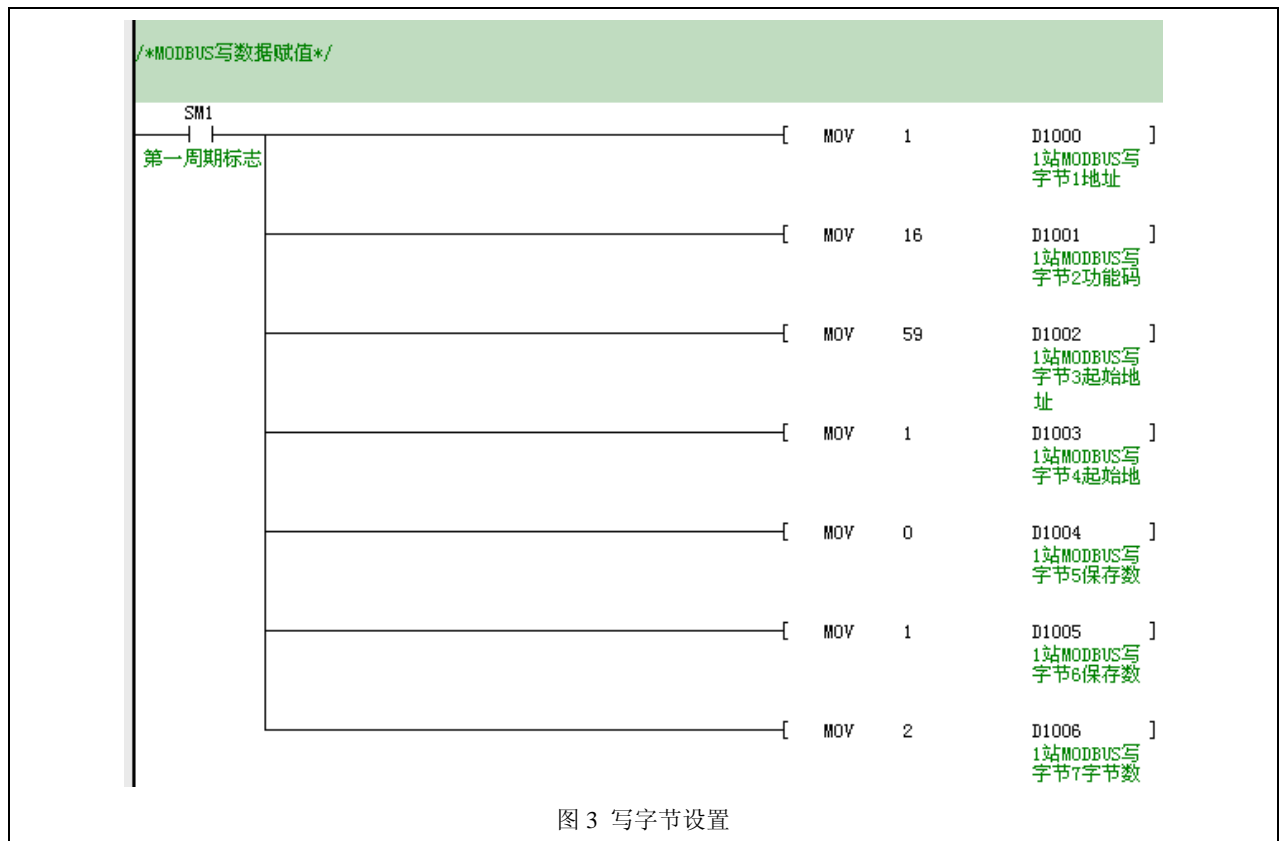 /*MODBUS写数据赋值*/
SM1
第一周期标志
[ MOV 1 D1000 ]
1站MODBUS写
字节1地址
[ MOV 16 D1001 ]
1站MODBUS写
字节2功能码
[ MOV 59 D1002 ]
1站MODBUS写
字节3起始地
址
[ MOV 1 D1003 ]
1站MODBUS写
字节4起始地
[ MOV 0 D1004 ]
1站MODBUS写
字节5保存数
[ MOV 1 D1005 ]
1站MODBUS写
字节6保存数
[ MOV 2 D1006 ]
1站MODBUS写
字节7字节数
图 3 写字节设置